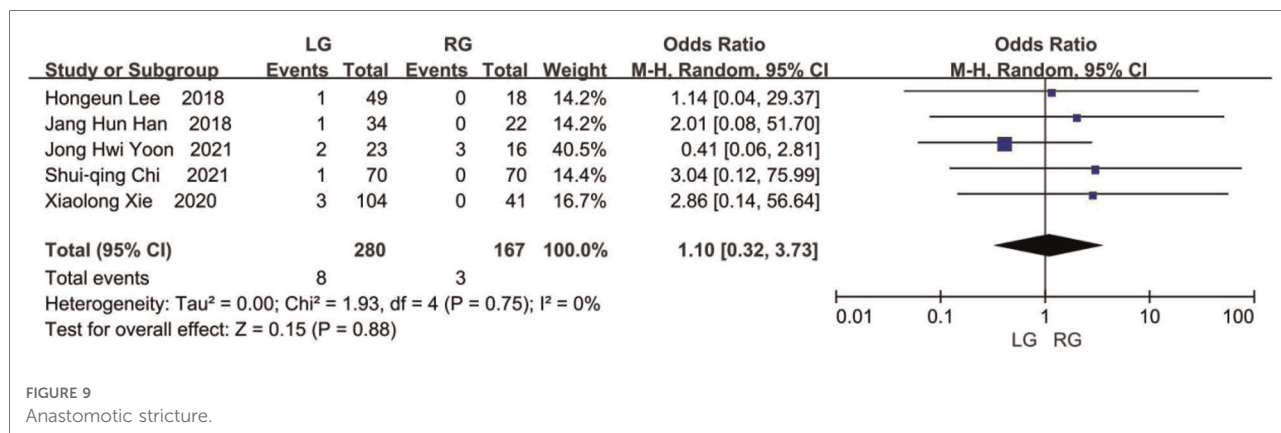 LG RG Odds Ratio Odds Ratio
Study or Subgroup Events Total Events Total Weight M-H, Random, 95% CI M-H, Random, 95% CI
Hongeun Lee 2018 1 49 0 18 14.2% 1.14 [0.04, 29.37]
Jang Hun Han 2018 1 34 0 22 14.2% 2.01 [0.08, 51.70]
Jong Hwi Yoon 2021 2 23 3 16 40.5% 0.41 [0.06, 2.81]
Shui-qing Chi 2021 1 70 0 70 14.4% 3.04 [0.12, 75.99]
Xiaolong Xie 2020 3 104 0 41 16.7% 2.86 [0.14, 56.64]
Total (95% CI) 280 167 100.0% 1.10 [0.32, 3.73]
Total events 8 3
Heterogeneity: Tau² = 0.00; Chi² = 1.93, df = 4 (P = 0.75); I² = 0%
Test for overall effect: Z = 0.15 (P = 0.88)
0.01 0.1 1 10 100
LG RG
FIGURE 9
Anastomotic stricture.